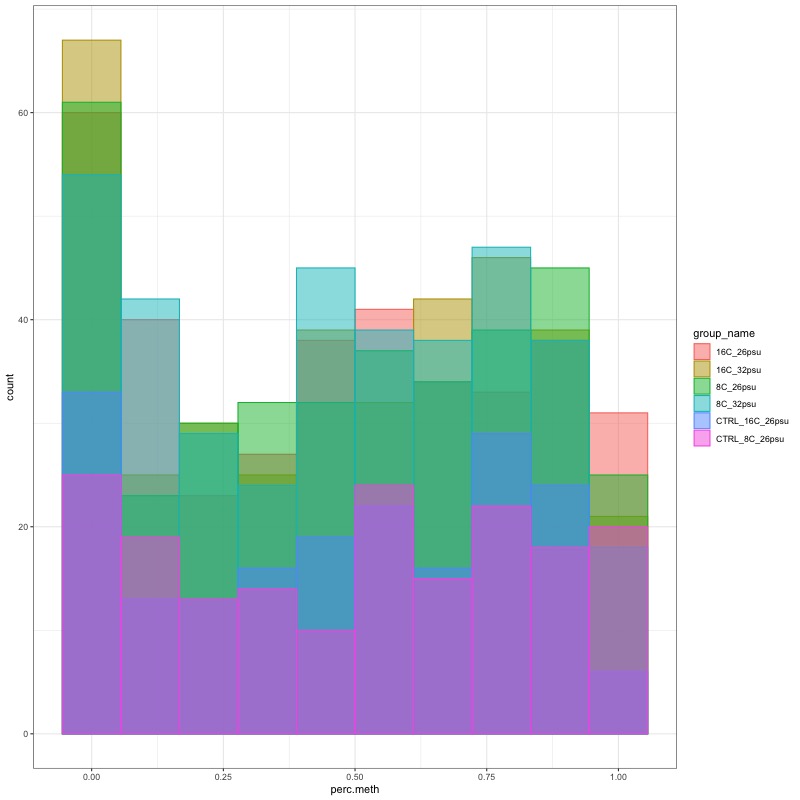 60
40
20
0
count
0.00 0.25 0.50 0.75 1.00
perc.meth
group_name
16C_26psu
16C_32psu
8C_26psu
8C_32psu
CTRL_16C_26psu
CTRL_8C_26psu